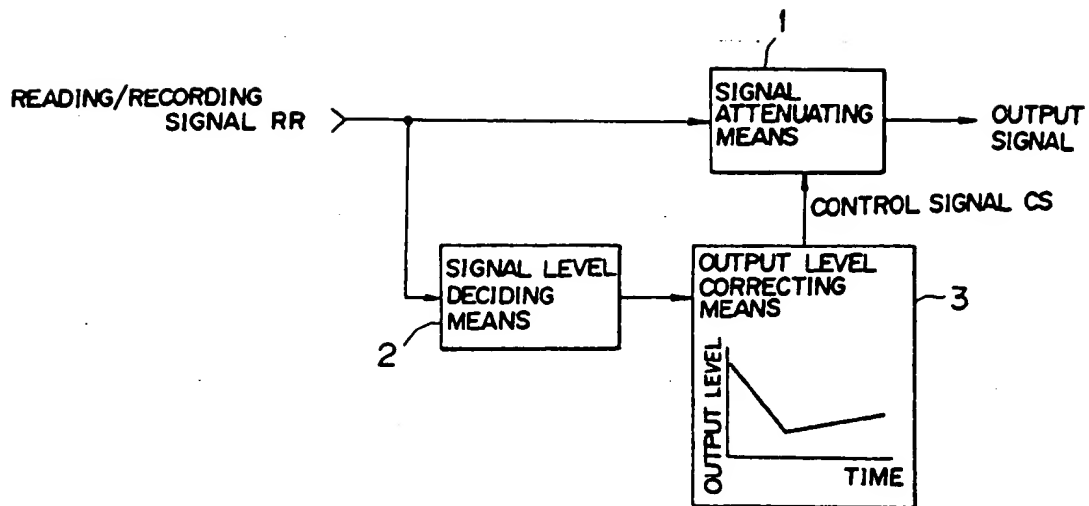 1
READING/RECORDING
SIGNAL RR
SIGNAL
ATTENUATING
MEANS
OUTPUT
SIGNAL
CONTROL SIGNAL CS
SIGNAL LEVEL
DECIDING
MEANS
2
OUTPUT LEVEL
CORRECTING
MEANS
3
OUTPUT LEVEL
TIME